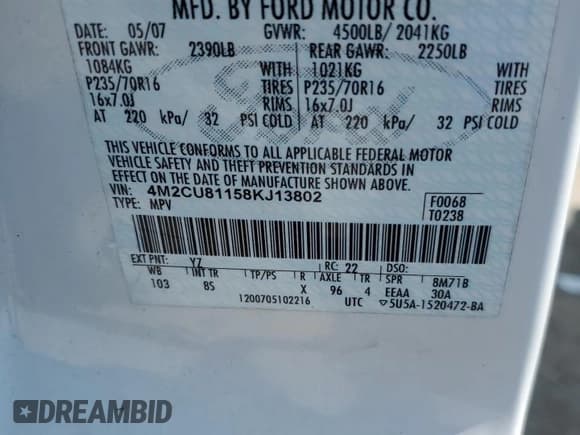 MFD. BY FORD MOTOR CO.
DATE: 05/07 GVWR: 4500LB/ 2041KG
FRONT GAWR: 2390LB REAR GAWR: 2250LB
1084KG WITH 1021KG WITH
P235/70R16 TIRES P235/70R16 TIRES
16x7.0J RIMS 16x7.0J RIMS
AT 220 kPa/ 32 PSI COLD AT 220 kPa/ 32 PSI COLD
Ford
THIS VEHICLE CONFORMS TO ALL APPLICABLE FEDERAL MOTOR
VEHICLE SAFETY AND THEFT PREVENTION STANDARDS IN
EFFECT ON THE DATE OF MANUFACTURE SHOWN ABOVE.
VIN: 4M2CU81158KJ13802 F0068
TYPE: MPV T0238
EXT PNT: YZ RC: 22 DSO:
WB INT TR TP/PS R AXLE TR SPR 8M71B
103 BS X 96 4 EEAA 30A
1200705102216 UTC ▽5U5A-1520472-BA
DREAMBID